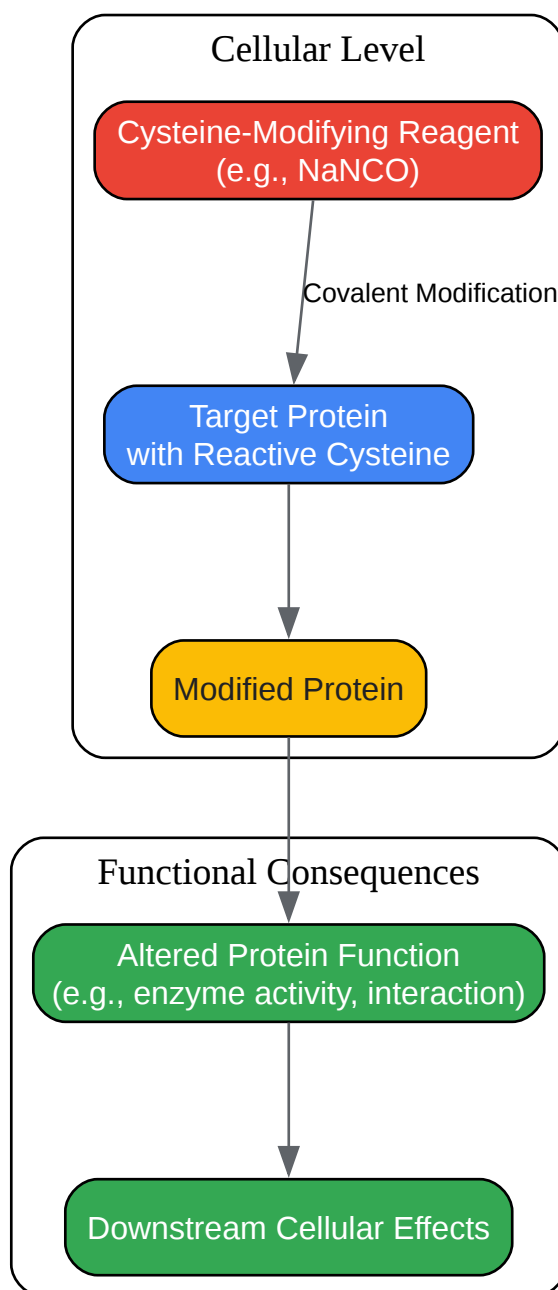 Cellular Level
Cysteine-Modifying Reagent
(e.g., NaNCO)
Covalent Modification
Target Protein
with Reactive Cysteine
Modified Protein
Functional Consequences
Altered Protein Function
(e.g., enzyme activity, interaction)
Downstream Cellular Effects